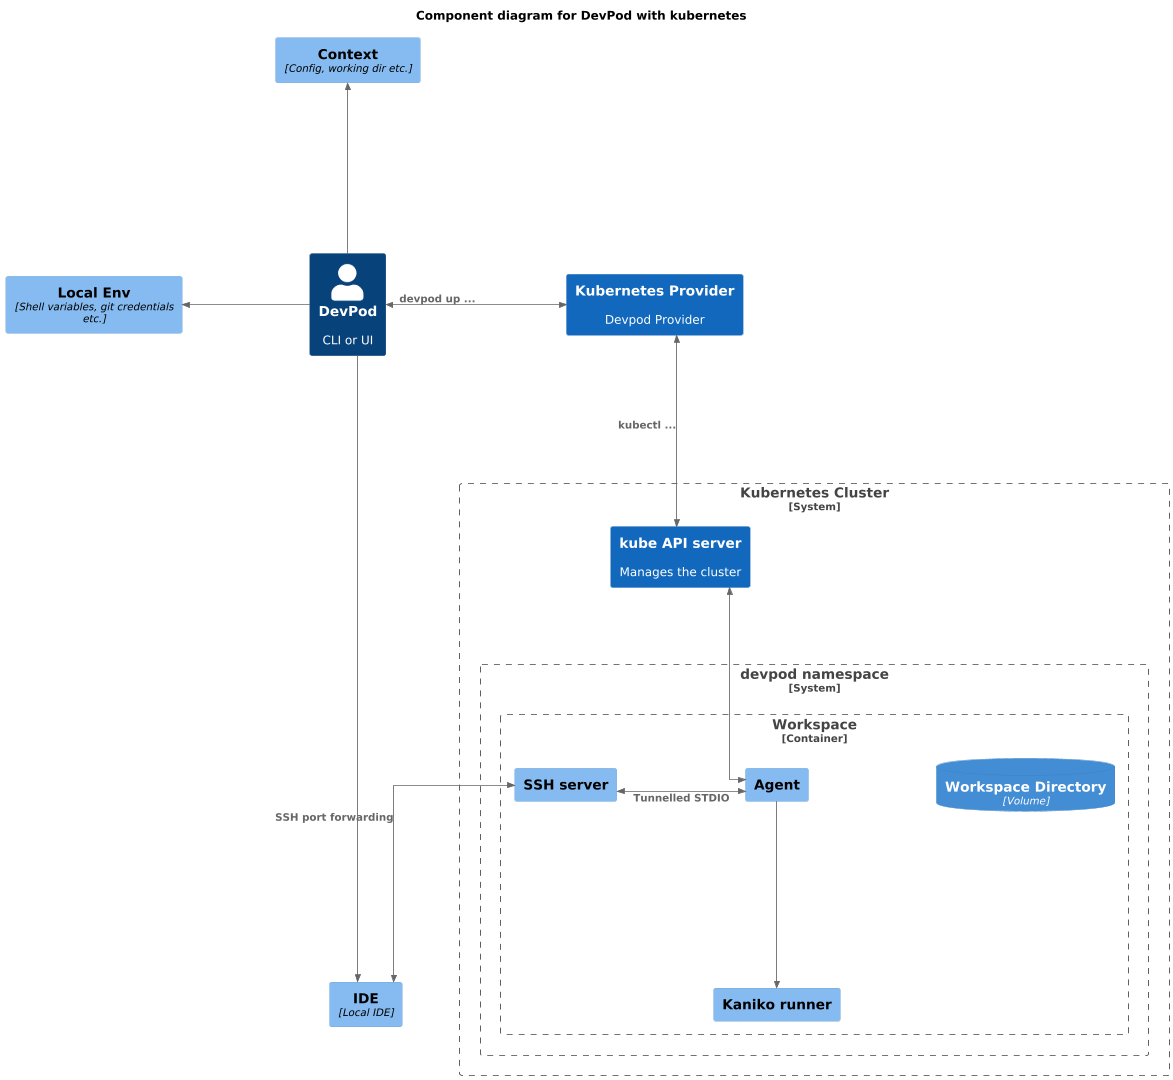 Component diagram for DevPod with kubernetes
Context
[Config, working dir etc.]
Local Env
[Shell variables, git credentials
etc.]
DevPod
CLI or UI
devpod up ...
Kubernetes Provider
Devpod Provider
kubectl ...
Kubernetes Cluster
[System]
kube API server
Manages the cluster
devpod namespace
[System]
Workspace
[Container]
SSH server
Tunnelled STDIO
Agent
Workspace Directory
[Volume]
SSH port forwarding
IDE
[Local IDE]
Kaniko runner